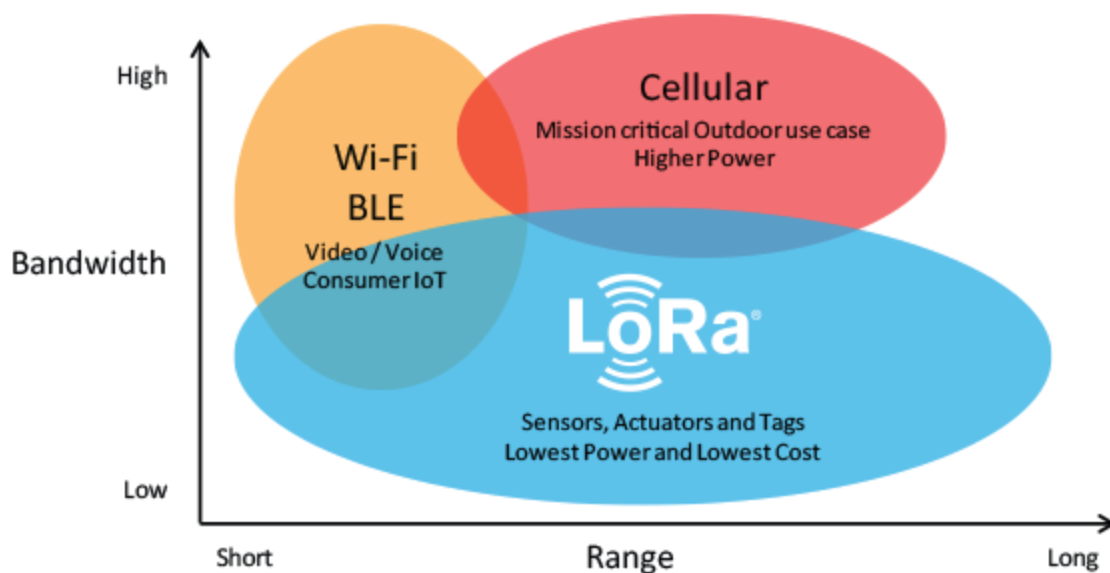 High
Cellular
Mission critical Outdoor use case
Higher Power
Wi-Fi
BLE
Video / Voice
Consumer IoT
Bandwidth
LoRa®
Sensors, Actuators and Tags
Lowest Power and Lowest Cost
Low
Short
Range
Long